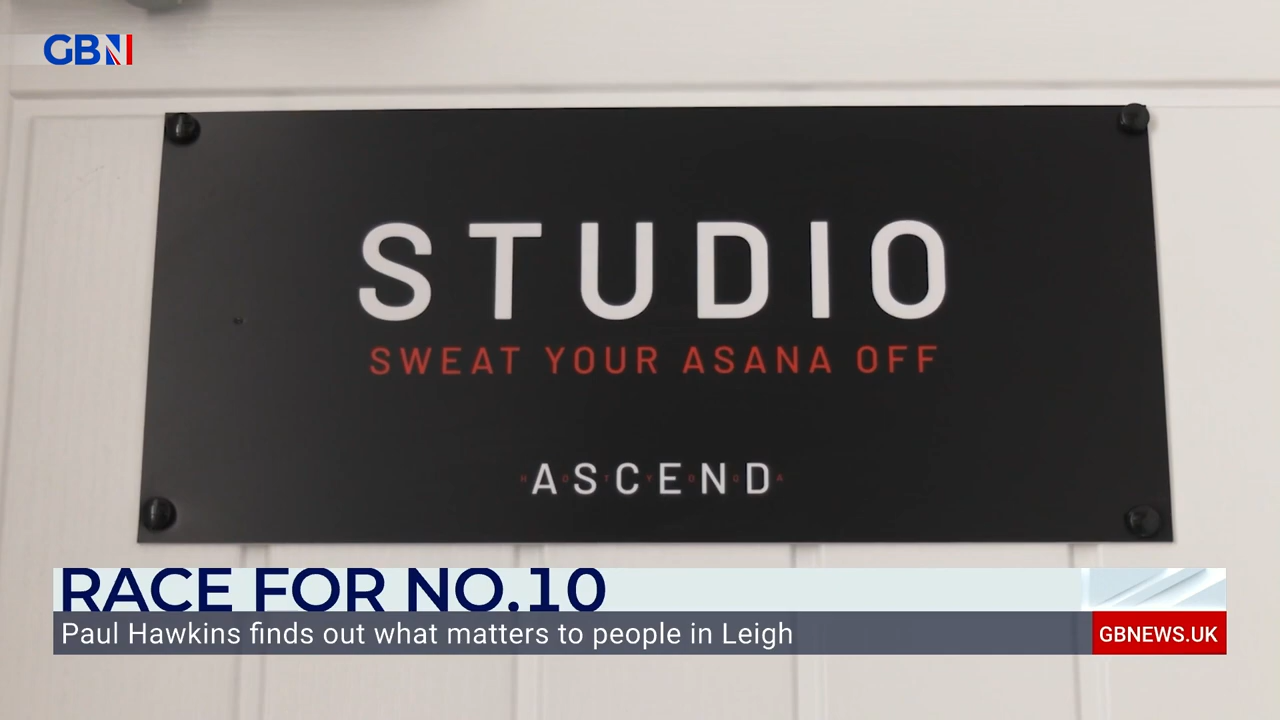 GBN
STUDIO
SWEAT YOUR ASANA OFF
ASCEND
RACE FOR NO.10
Paul Hawkins finds out what matters to people in Leigh
GBNEWS.UK